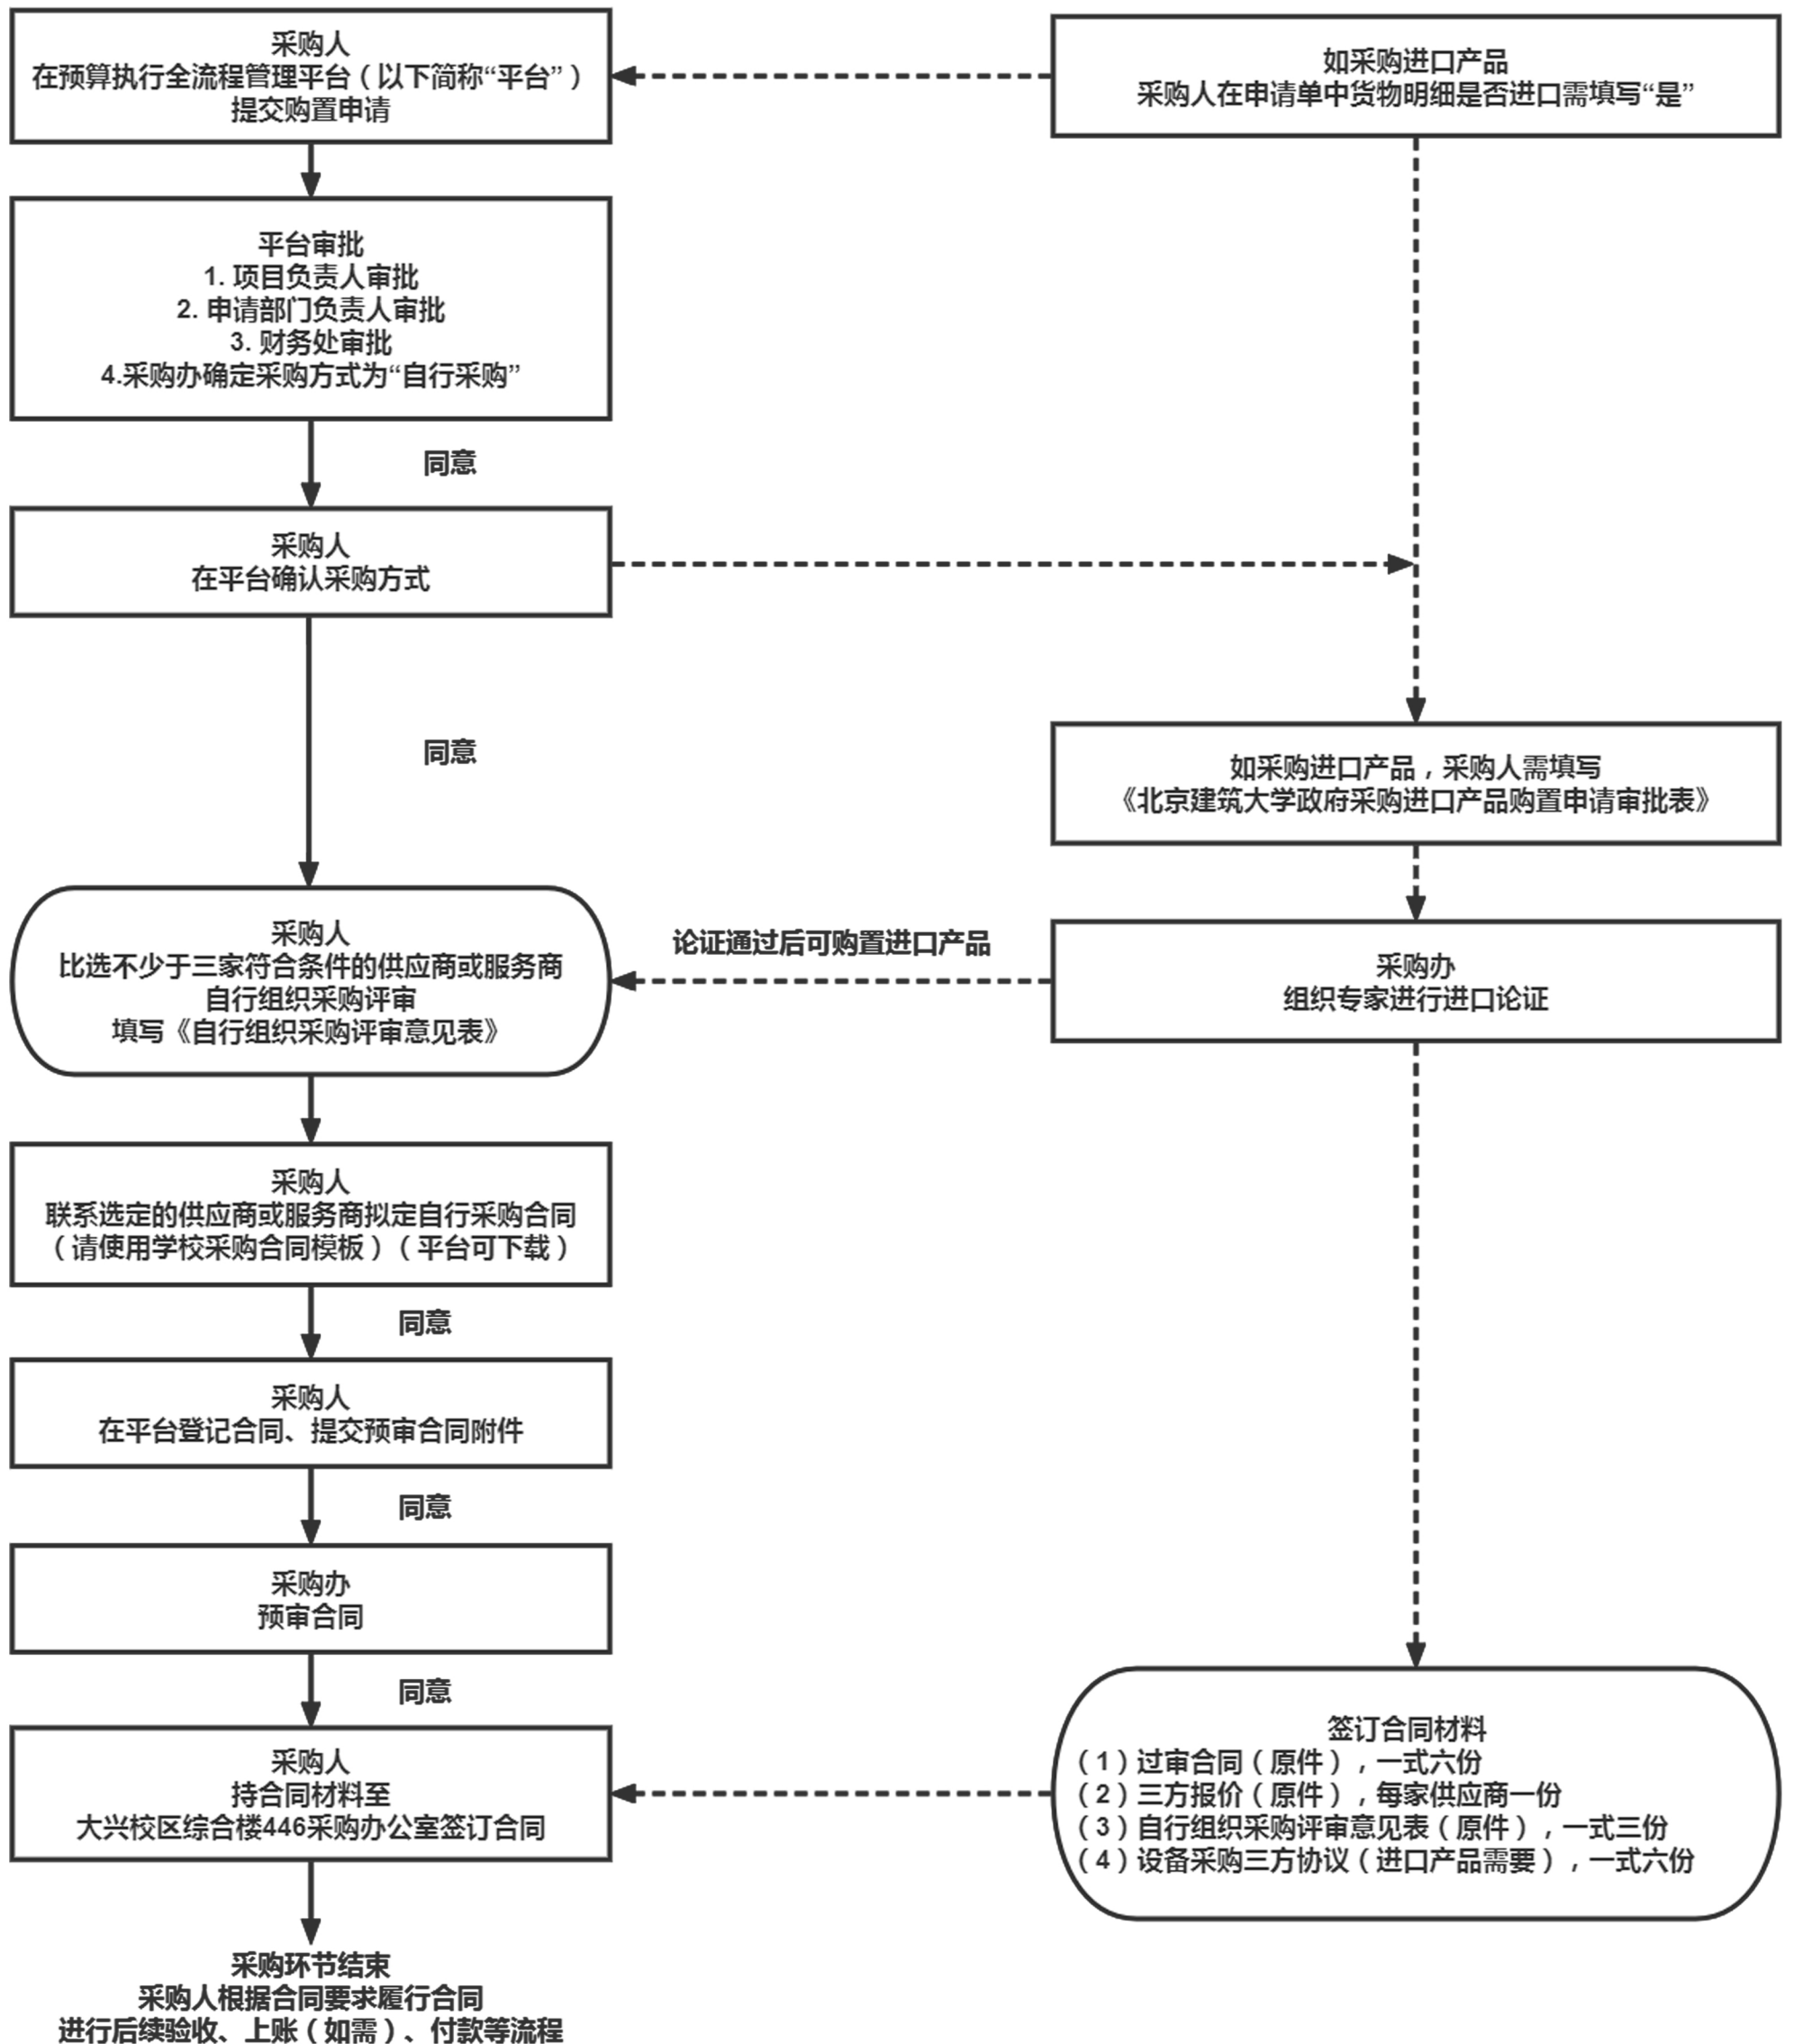 采购人
在预算执行全流程管理平台（以下简称“平台”）
提交购置申请
如采购进口产品
采购人在申请单中货物明细是否进口需填写“是”
平台审批
1. 项目负责人审批
2. 申请部门负责人审批
3. 财务处审批
4.采购办确定采购方式为“自行采购”
同意
采购人
在平台确认采购方式
同意
如采购进口产品，采购人需填写
《北京建筑大学政府采购进口产品购置申请审批表》
采购人
比选不少于三家符合条件的供应商或服务商
自行组织采购评审
填写《自行组织采购评审意见表》
论证通过后可购置进口产品
采购办
组织专家进行进口论证
采购人
联系选定的供应商或服务商拟定自行采购合同
（请使用学校采购合同模板）（平台可下载）
同意
采购人
在平台登记合同、提交预审合同附件
同意
采购办
预审合同
同意
采购人
持合同材料至
大兴校区综合楼446采购办公室签订合同
签订合同材料
（1）过审合同（原件），一式六份
（2）三方报价（原件），每家供应商一份
（3）自行组织采购评审意见表（原件），一式三份
（4）设备采购三方协议（进口产品需要），一式六份
采购环节结束
采购人根据合同要求履行合同
进行后续验收、上账（如需）、付款等流程